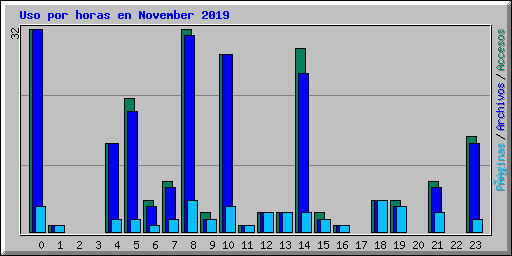 Uso por horas en November 2019
32
Páginas / Archivos / Accesos
0 1 2 3 4 5 6 7 8 9 10 11 12 13 14 15 16 17 18 19 20 21 22 23